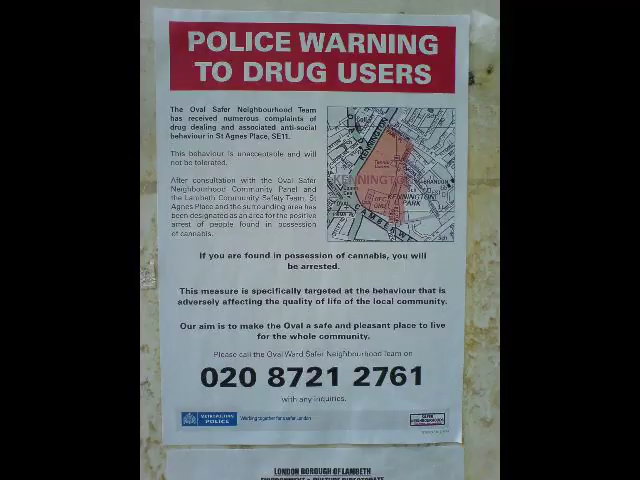 POLICE WARNING
TO DRUG USERS
The Oval Safer Neighbourhood Team
has received numerous complaints of
drug dealing and associated anti-social
behaviour in St Agnes Place, SE11.
This behaviour is unacceptable and will
not be tolerated.
After consultation with the Oval Safer
Neighbourhood Community Panel and
the Lambeth Community Safety Team, St
Agnes Place and the surrounding area has
been designated as an area for the positive
arrest of people found in possession
of cannabis.
KENNINGTON
KENNINGTON
KENNINGTON
PARK
If you are found in possession of cannabis, you will
be arrested.
This measure is specifically targeted at the behaviour that is
adversely affecting the quality of life of the local community.
Our aim is to make the Oval a safe and pleasant place to live
for the whole community.
Please call the Oval Ward Safer Neighbourhood Team on
020 8721 2761
with any inquiries.
METROPOLITAN
POLICE
Working together for a safer London
SAFER
NEIGHBOURHOODS
LONDON BOROUGH OF LAMBETH